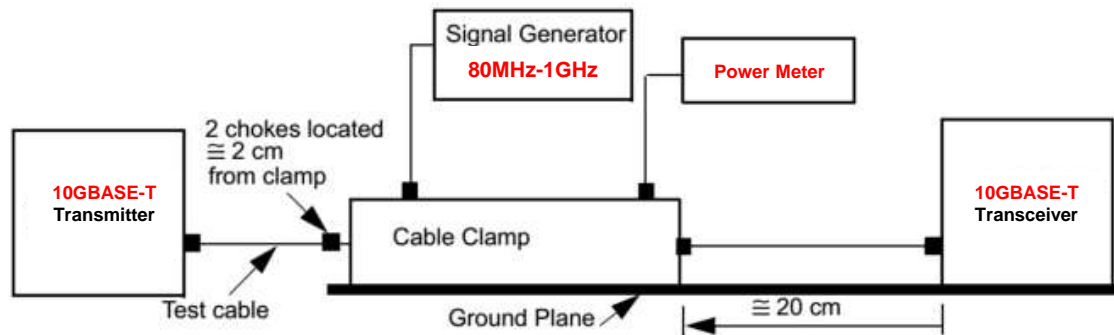 Signal Generator
80MHz-1GHz
Power Meter
2 chokes located
≅ 2 cm
from clamp
10GBASE-T
Transmitter
10GBASE-T
Transceiver
Cable Clamp
Test cable
Ground Plane
≅ 20 cm